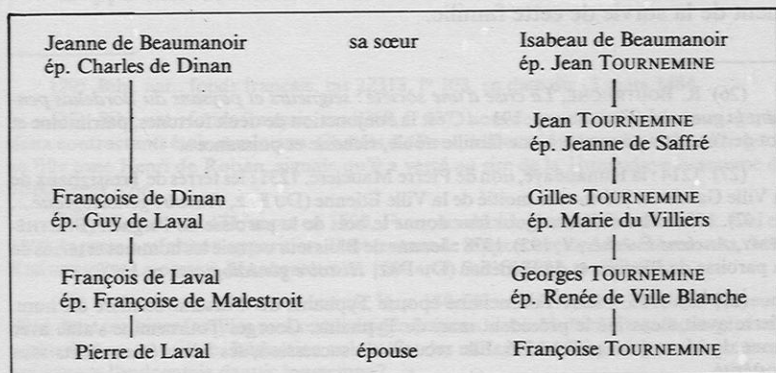 Jeanne de Beaumanoir sa sœur Isabeau de Beaumanoir
ép. Charles de Dinan ép. Jean TOURNEMINE
Jean TOURNEMINE
ép. Jeanne de Saffré
Françoise de Dinan Gilles TOURNEMINE
ép. Guy de Laval ép. Marie du Villiers
François de Laval Georges TOURNEMINE
ép. Françoise de Malestroit ép. Renée de Ville Blanche
Pierre de Laval épouse Françoise TOURNEMINE